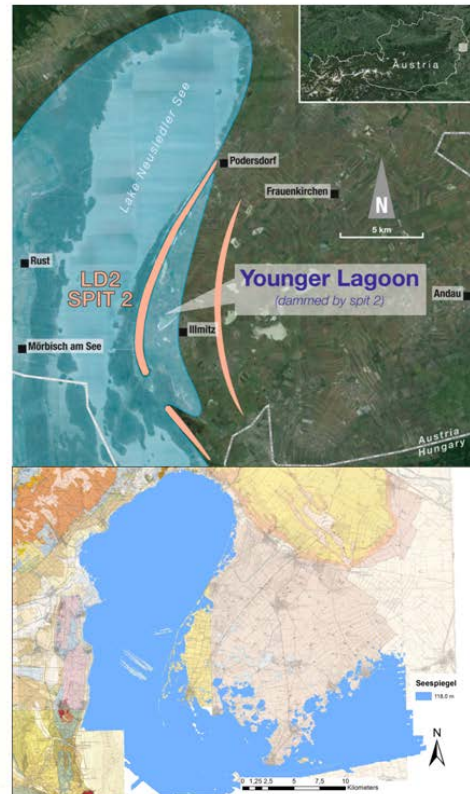 Austria
Lake Neusiedler See
Podersdorf
Frauenkirchen
N
5 km
Rust
LD2
SPIT 2
Younger Lagoon
(dammed by spit 2)
Andau
Illmitz
Mörbisch am See
Austria
Hungary
Seespiegel
118,0 m
N
0 1,25 2,5 5 7,5 10
Kilometers